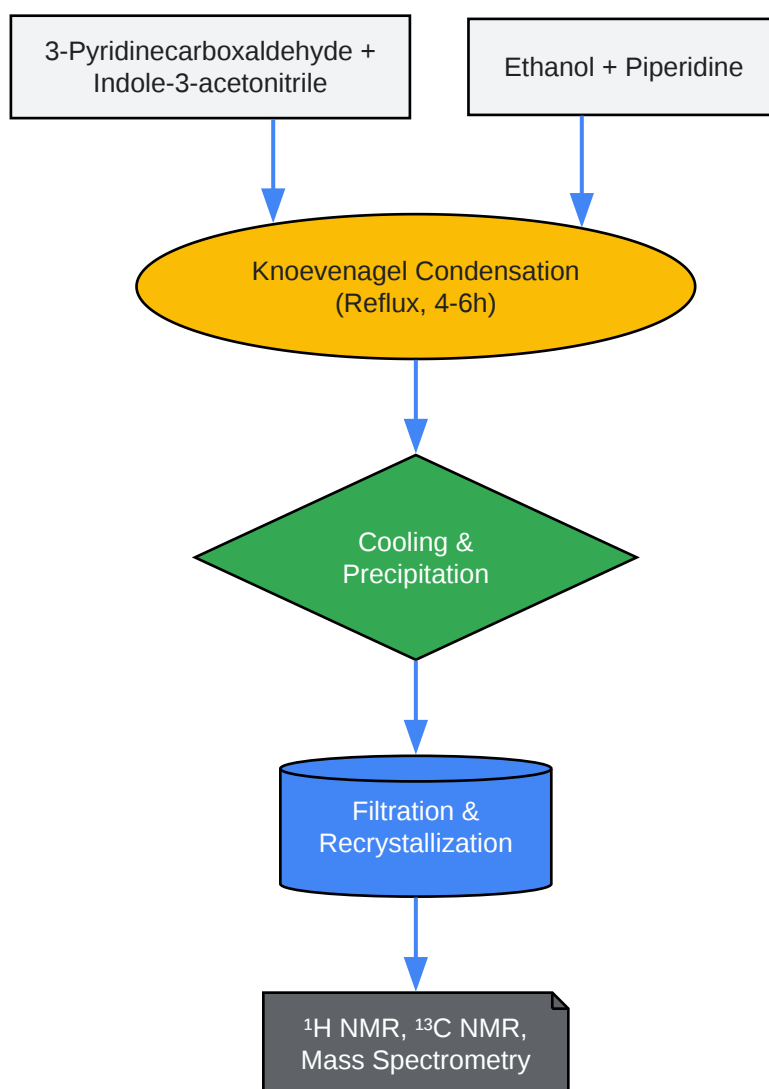 3-Pyridinecarboxaldehyde +
Indole-3-acetonitrile
Ethanol + Piperidine
Knoevenagel Condensation
(Reflux, 4-6h)
Cooling &
Precipitation
Filtration &
Recrystallization
¹H NMR, ¹³C NMR,
Mass Spectrometry